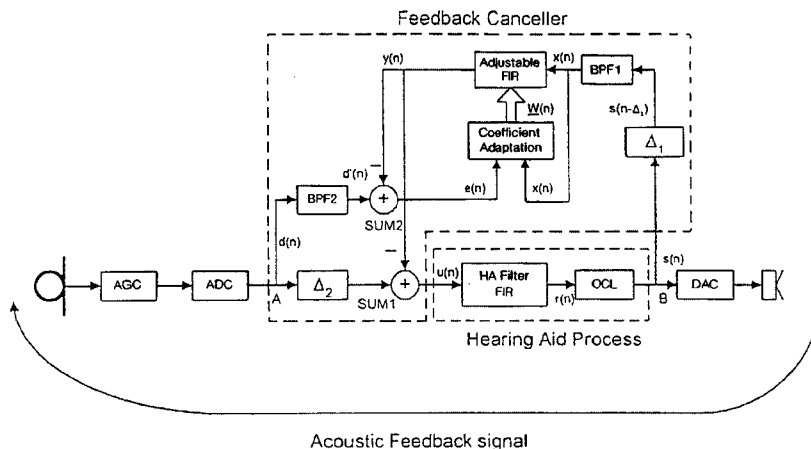 Feedback Canceller
y(n)
Adjustable
FIR
x(n)
BPF1
W(n)
s(n-Δ₁)
Coefficient
Adaptation
Δ₁
d'(n)
–
BPF2
+
e(n)
x(n)
SUM2
d(n)
–
AGC
ADC
A
Δ₂
SUM1
+
u(n)
HA Filter
FIR
r(n)
OCL
s(n)
B
DAC
Hearing Aid Process
Acoustic Feedback signal